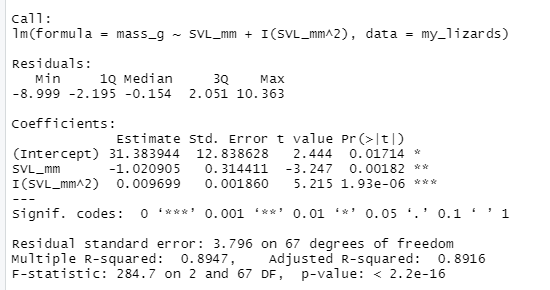 Call:
lm(formula = mass_g ~ SVL_mm + I(SVL_mm^2), data = my_lizards)
Residuals:
Min 1Q Median 3Q Max
-8.999 -2.195 -0.154 2.051 10.363
Coefficients:
Estimate Std. Error t value Pr(>|t|)
(Intercept) 31.383944 12.838628 2.444 0.01714 *
SVL_mm -1.020905 0.314411 -3.247 0.00182 **
I(SVL_mm^2) 0.009699 0.001860 5.215 1.93e-06 ***
---
Signif. codes: 0 ‘***’ 0.001 ‘**’ 0.01 ‘*’ 0.05 ‘.’ 0.1 ‘ ’ 1
Residual standard error: 3.796 on 67 degrees of freedom
Multiple R-squared: 0.8947, Adjusted R-squared: 0.8916
F-statistic: 284.7 on 2 and 67 DF, p-value: < 2.2e-16